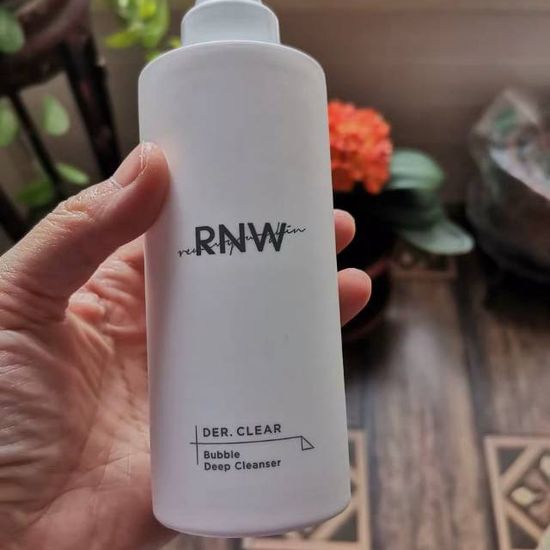 RNW
DER. CLEAR
Bubble
Deep Cleanser